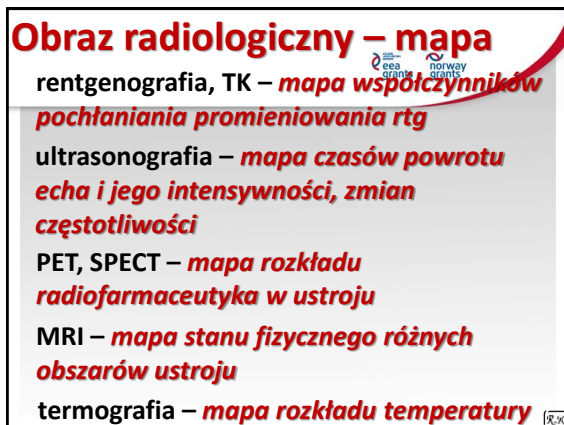 Obraz radiologiczny – mapa
eea grants
norway grants
rentgenografia, TK – mapa współczynników
pochłaniania promieniowania rtg
ultrasonografia – mapa czasów powrotu
echa i jego intensywności, zmian
częstotliwości
PET, SPECT – mapa rozkładu
radiofarmaceutyka w ustroju
MRI – mapa stanu fizycznego różnych
obszarów ustroju
termografia – mapa rozkładu temperatury